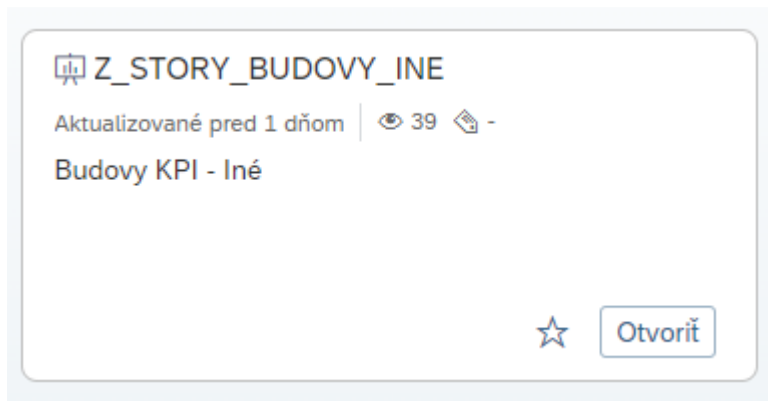 Z_STORY_BUDOVY_INE
Aktualizované pred 1 dňom 39 -
Budovy KPI - Iné
Otvoriť